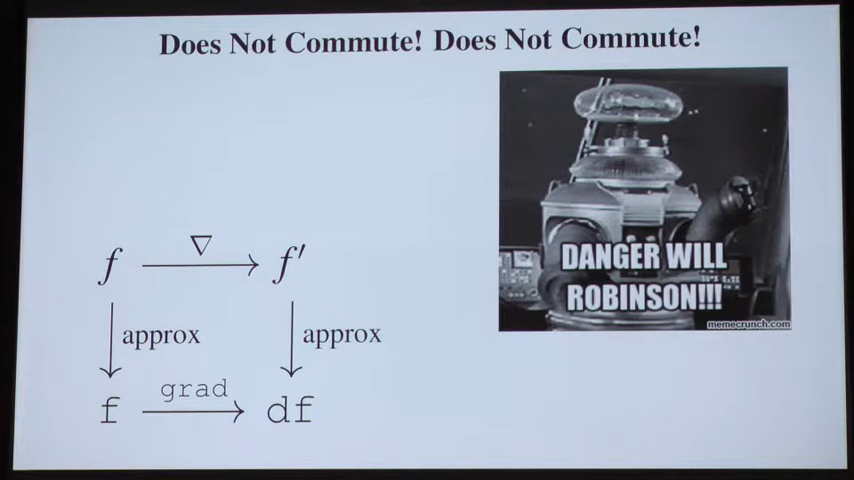 Does Not Commute! Does Not Commute!
DANGER WILL
ROBINSON!!!
memecrunch.com
∇
f f′
approx approx
grad
f df